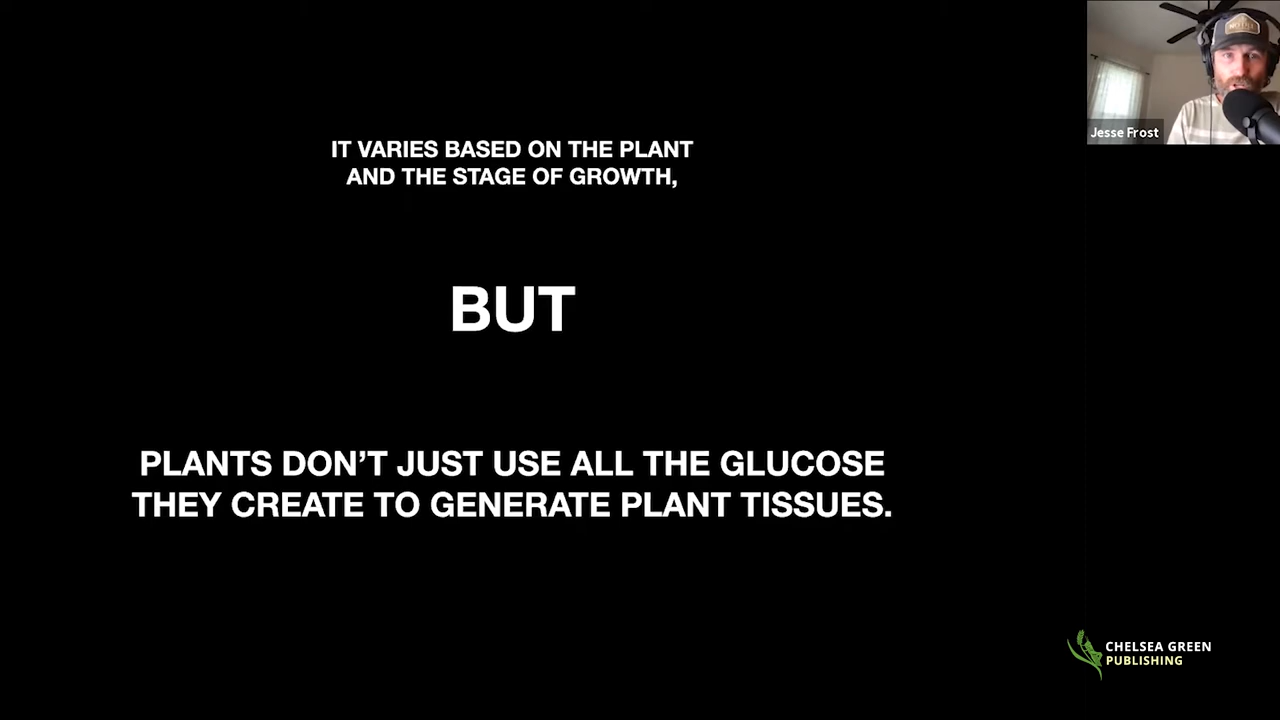 IT VARIES BASED ON THE PLANT
AND THE STAGE OF GROWTH,
BUT
PLANTS DON’T JUST USE ALL THE GLUCOSE
THEY CREATE TO GENERATE PLANT TISSUES.
Jesse Frost
CHELSEA GREEN
PUBLISHING